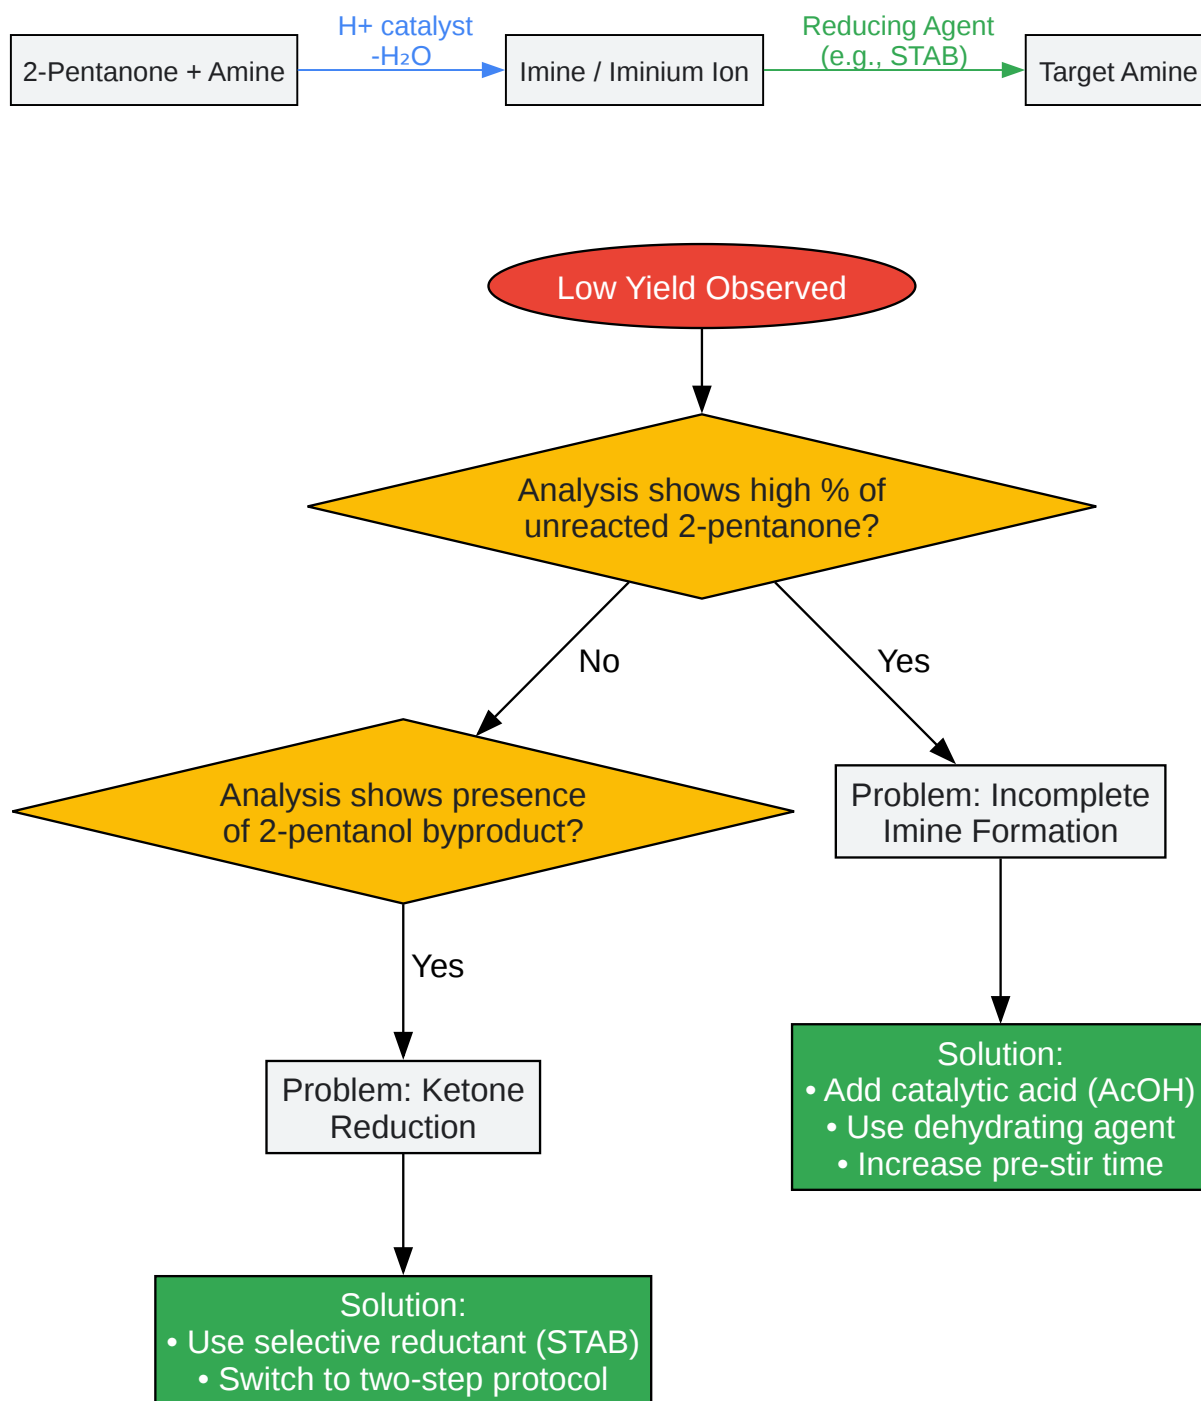 H+ catalyst
-H₂O
Reducing Agent
(e.g., STAB)
2-Pentanone + Amine
Imine / Iminium Ion
Target Amine
Low Yield Observed
Analysis shows high % of
unreacted 2-pentanone?
No
Yes
Analysis shows presence
of 2-pentanol byproduct?
Problem: Incomplete
Imine Formation
Yes
Problem: Ketone
Reduction
Solution:
• Add catalytic acid (AcOH)
• Use dehydrating agent
• Increase pre-stir time
Solution:
• Use selective reductant (STAB)
• Switch to two-step protocol